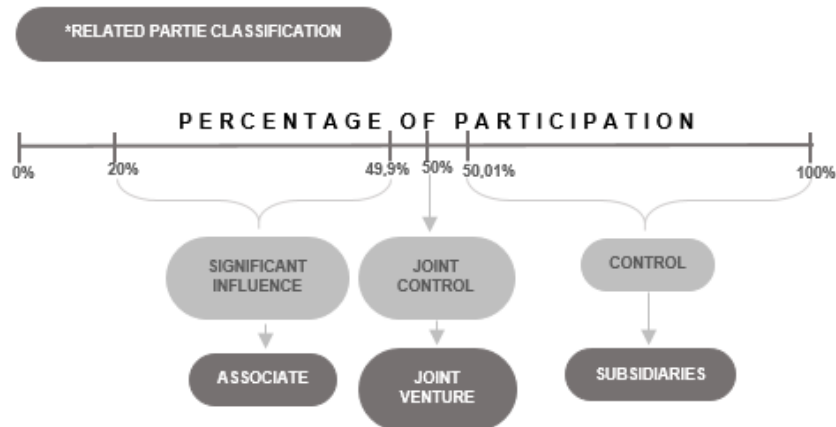 *RELATED PARTIE CLASSIFICATION
PERCENTAGE OF PARTICIPATION
0%
20%
49,9%
50%
50,01%
100%
SIGNIFICANT
INFLUENCE
JOINT
CONTROL
CONTROL
ASSOCIATE
JOINT
VENTURE
SUBSIDIARIES